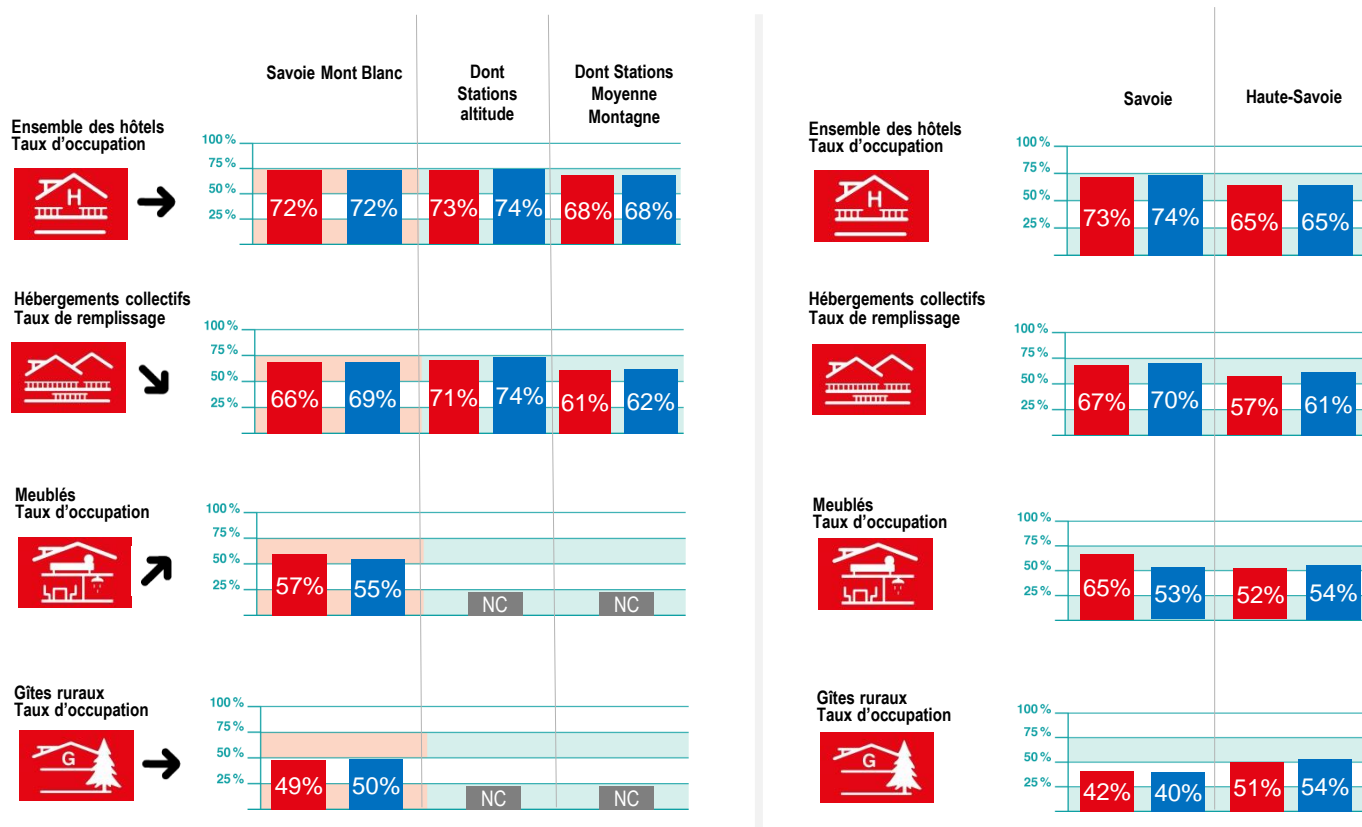 Savoie Mont Blanc
Dont
Stations
altitude
Dont Stations
Moyenne
Montagne
Ensemble des hôtels
Taux d'occupation
H
100 %
75 %
50 %
25 %
72% 72% 73% 74% 68% 68%
Hébergements collectifs
Taux de remplissage
100 %
75 %
50 %
25 %
66% 69% 71% 74% 61% 62%
Meublés
Taux d'occupation
100 %
75 %
50 %
25 %
57% 55% NC NC
Gîtes ruraux
Taux d'occupation
G
100 %
75 %
50 %
25 %
49% 50% NC NC
Savoie Haute-Savoie
Ensemble des hôtels
Taux d'occupation
H
100 %
75 %
50 %
25 %
73% 74% 65% 65%
Hébergements collectifs
Taux de remplissage
100 %
75 %
50 %
25 %
67% 70% 57% 61%
Meublés
Taux d'occupation
100 %
75 %
50 %
25 %
65% 53% 52% 54%
Gîtes ruraux
Taux d'occupation
G
100 %
75 %
50 %
25 %
42% 40% 51% 54%